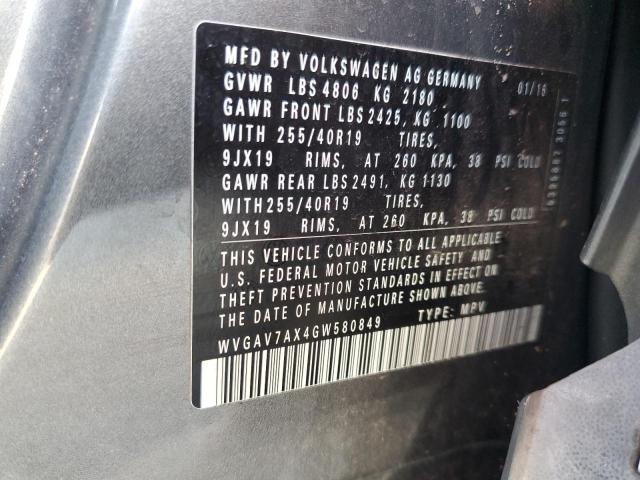 MFD BY VOLKSWAGEN AG GERMANY 01/16
GVWR LBS 4806 KG 2180
GAWR FRONT LBS 2425, KG 1100
WITH 255/40R19 TIRES,
9JX19 RIMS, AT 260 KPA, 38 PSI COLD
GAWR REAR LBS 2491, KG 1130
WITH 255/40R19 TIRES,
9JX19 RIMS, AT 260 KPA, 38 PSI COLD
THIS VEHICLE CONFORMS TO ALL APPLICABLE
U.S. FEDERAL MOTOR VEHICLE SAFETY AND
THEFT PREVENTION STANDARDS IN EFFECT ON
THE DATE OF MANUFACTURE SHOWN ABOVE.
WVGAV7AX4GW580849 TYPE: MPV